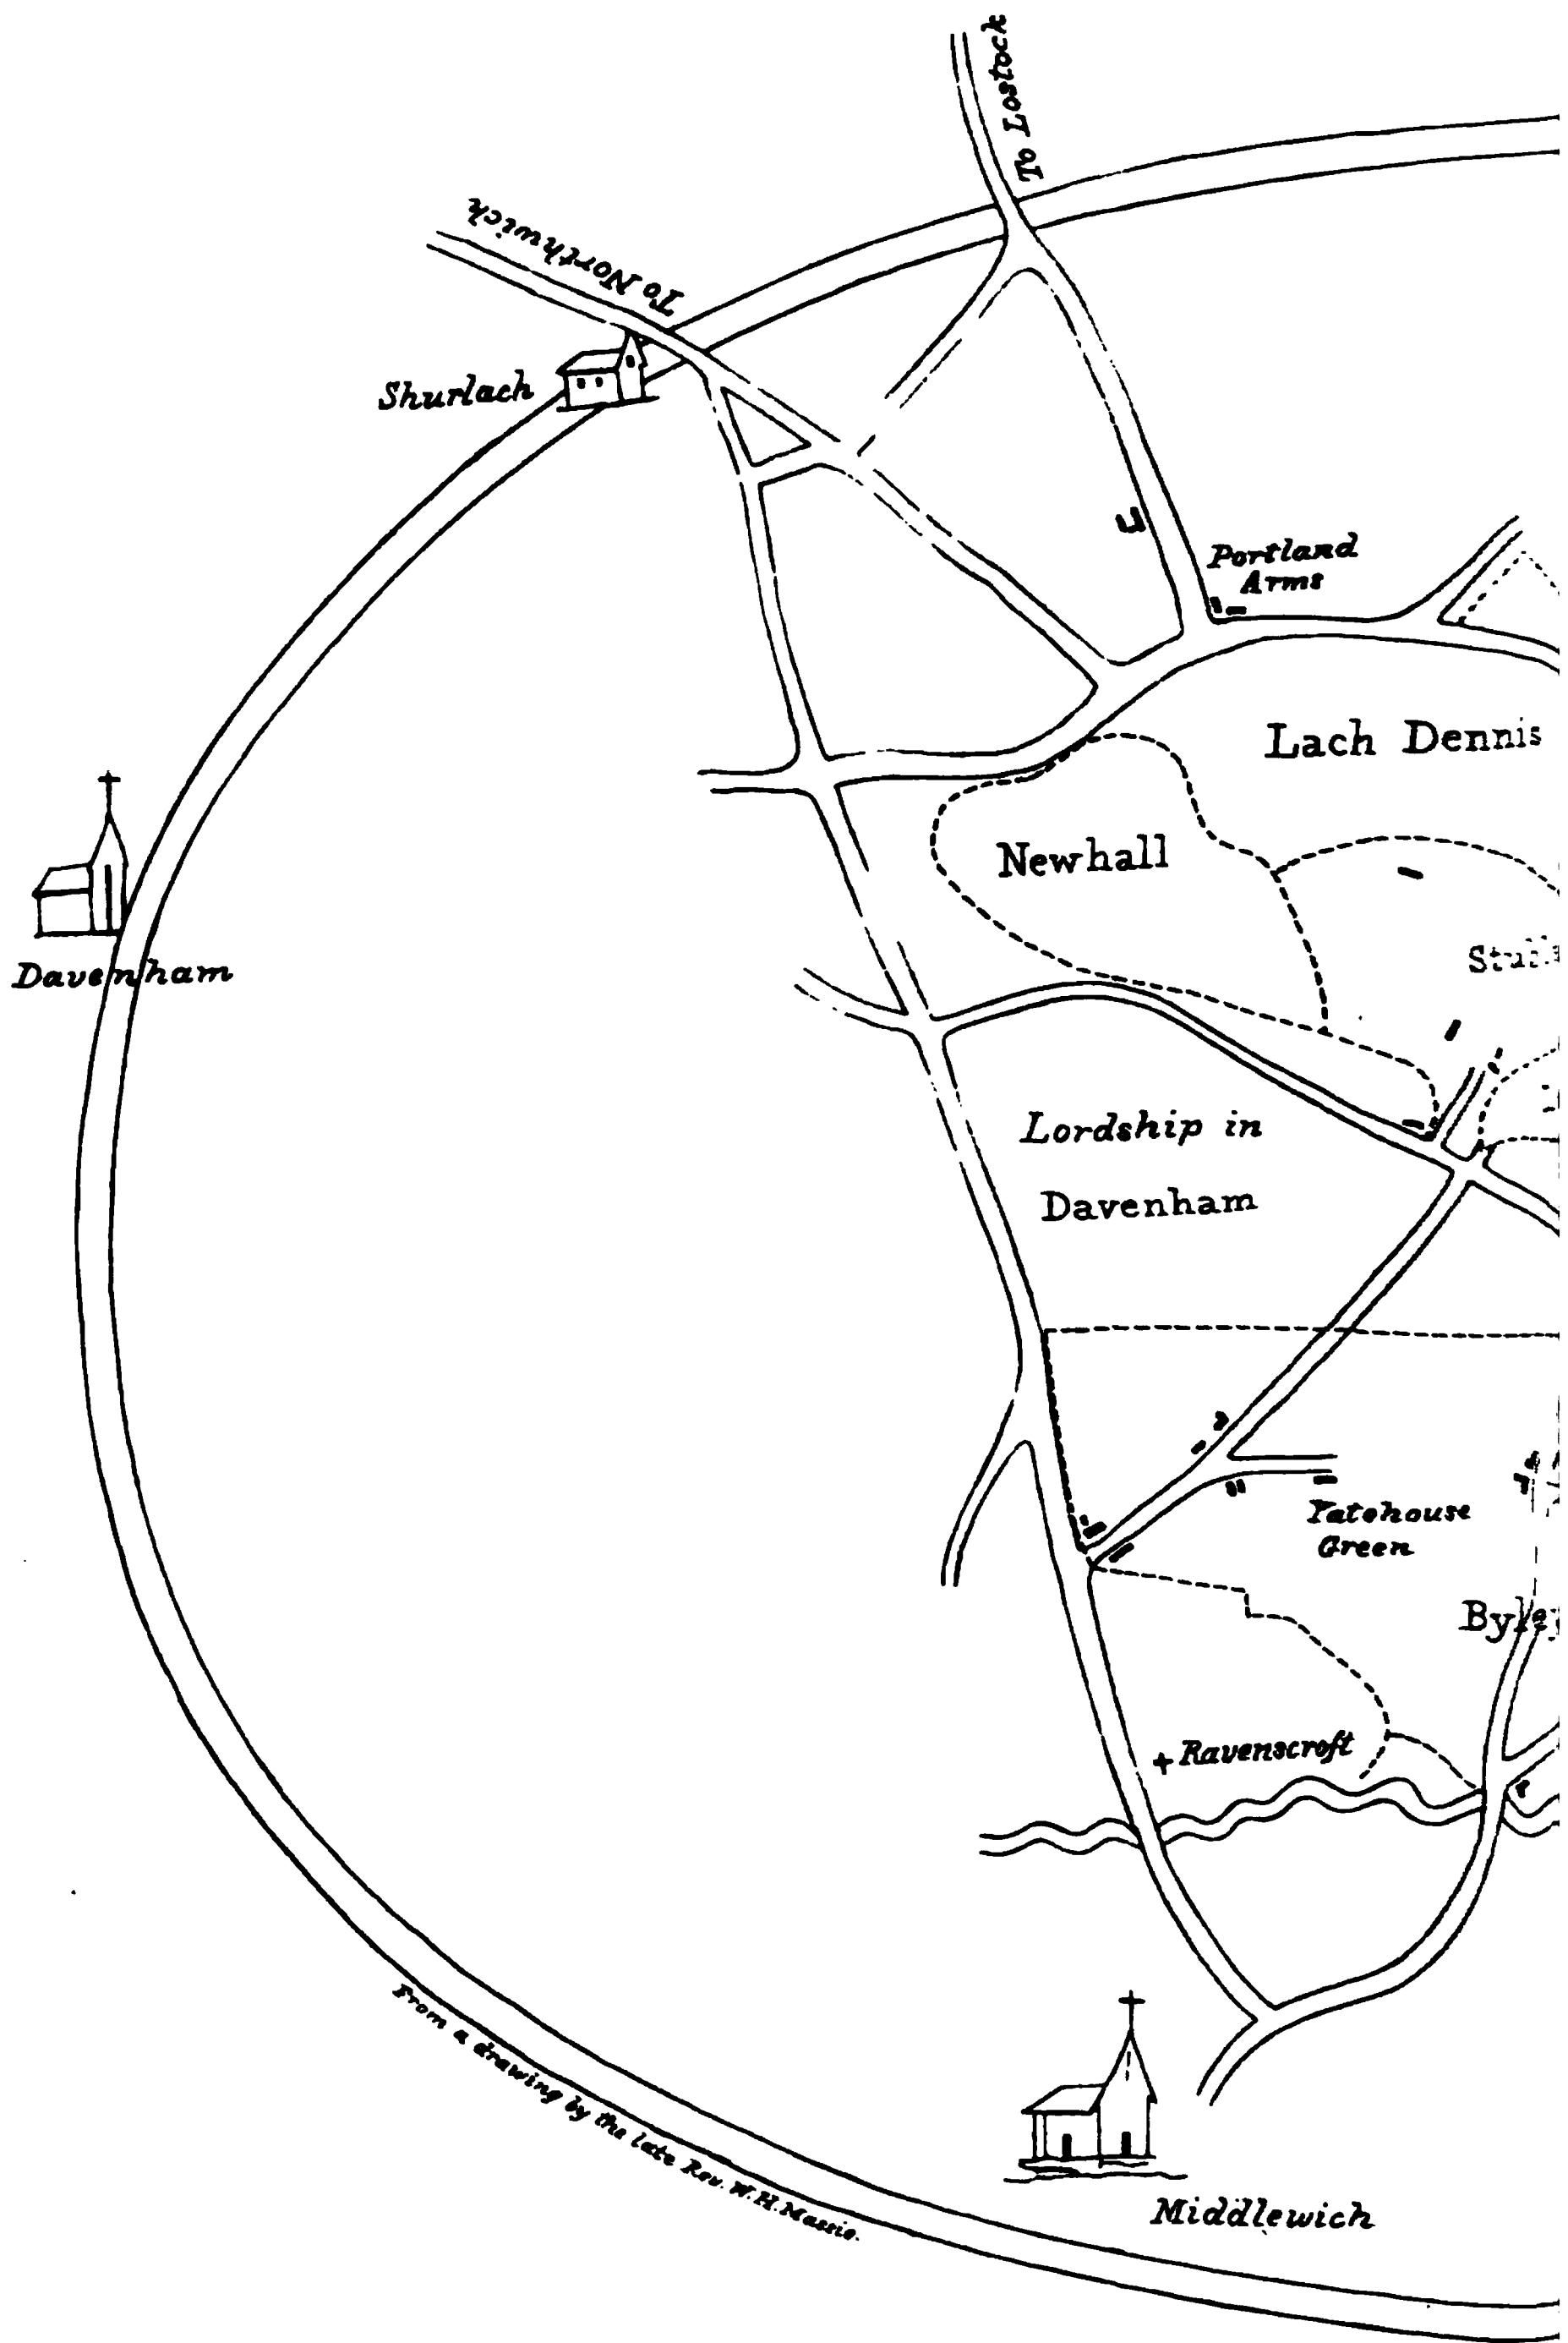 To Lostock
To Northwich
Shurlach
Portland
Arms
Lach Dennis
Newhall
Davenham
Lordship in
Davenham
Yatehouse
Green
+ Ravenscroft
From a drawing by the late Rev. W. H. Massie.
Middlewich